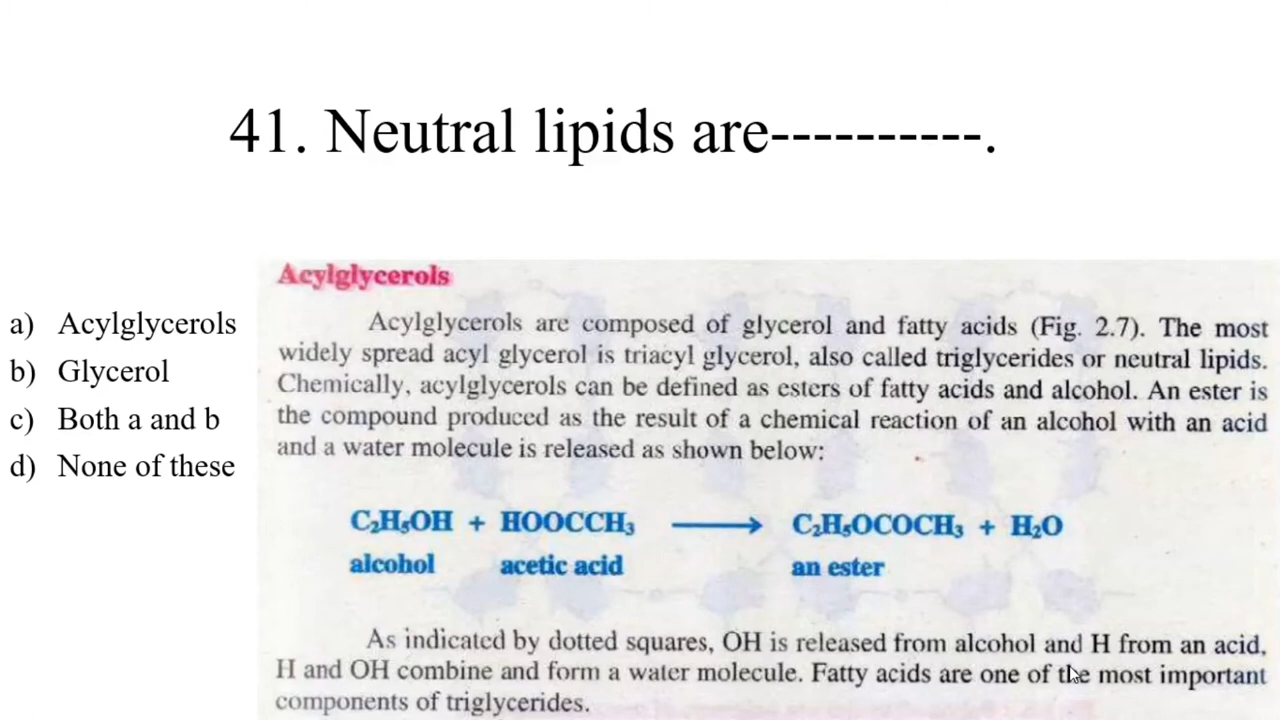 41. Neutral lipids are----------.
a) Acylglycerols
b) Glycerol
c) Both a and b
d) None of these
Acylglycerols
Acylglycerols are composed of glycerol and fatty acids (Fig. 2.7). The most
widely spread acyl glycerol is triacyl glycerol, also called triglycerides or neutral lipids.
Chemically, acylglycerols can be defined as esters of fatty acids and alcohol. An ester is
the compound produced as the result of a chemical reaction of an alcohol with an acid
and a water molecule is released as shown below:
C₂H₅OH + HOOCCH₃ ⟶ C₂H₅OCOCH₃ + H₂O
alcohol acetic acid an ester
As indicated by dotted squares, OH is released from alcohol and H from an acid,
H and OH combine and form a water molecule. Fatty acids are one of the most important
components of triglycerides.